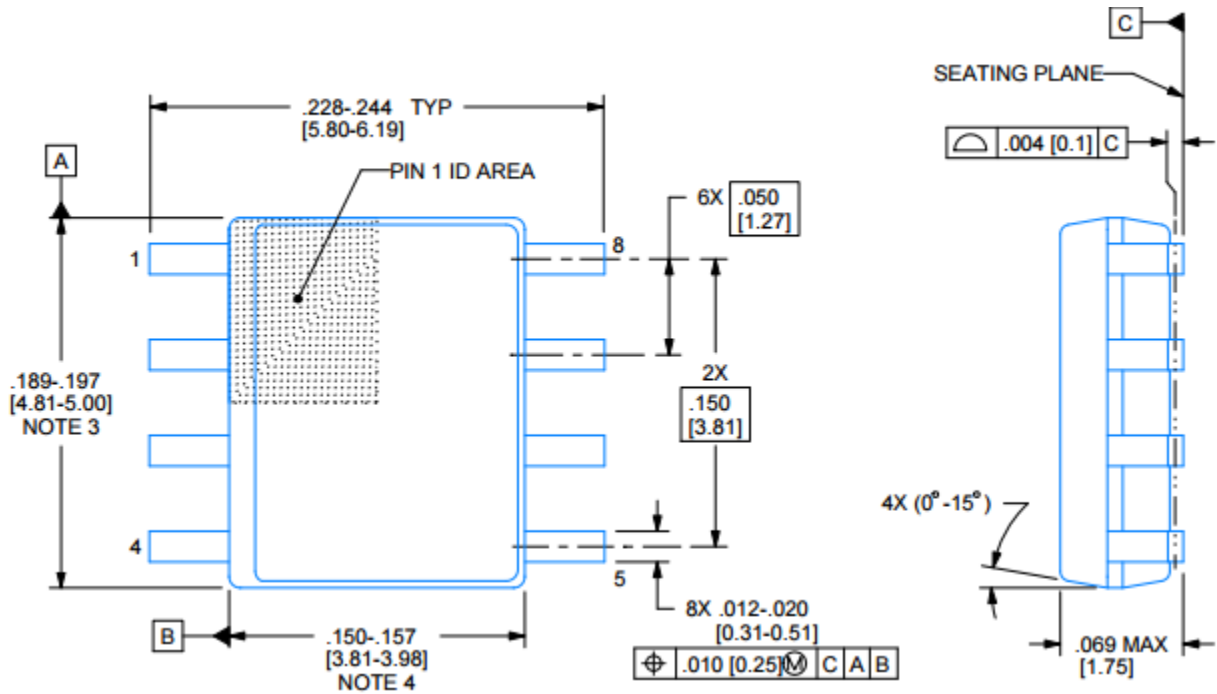 C
SEATING PLANE
.004 [0.1] C
.228-.244 TYP
[5.80-6.19]
A
PIN 1 ID AREA
6X .050
[1.27]
1
8
.189-.197
[4.81-5.00]
NOTE 3
2X
.150
[3.81]
4X (0°-15°)
4
5
8X .012-.020
[0.31-0.51]
.010 [0.25] Ⓜ C A B
B
.150-.157
[3.81-3.98]
NOTE 4
.069 MAX
[1.75]